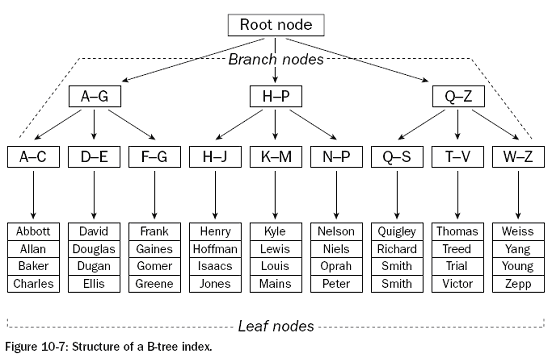 Root node
Branch nodes
A–G H–P Q–Z
A–C D–E F–G H–J K–M N–P Q–S T–V W–Z
Abbott David Frank Henry Kyle Nelson Quigley Thomas Weiss
Allan Douglas Gaines Hoffman Lewis Niels Richard Treed Yang
Baker Dugan Gomer Isaacs Louis Oprah Smith Trial Young
Charles Ellis Greene Jones Mains Peter Smith Victor Zepp
Leaf nodes
Figure 10-7: Structure of a B-tree index.